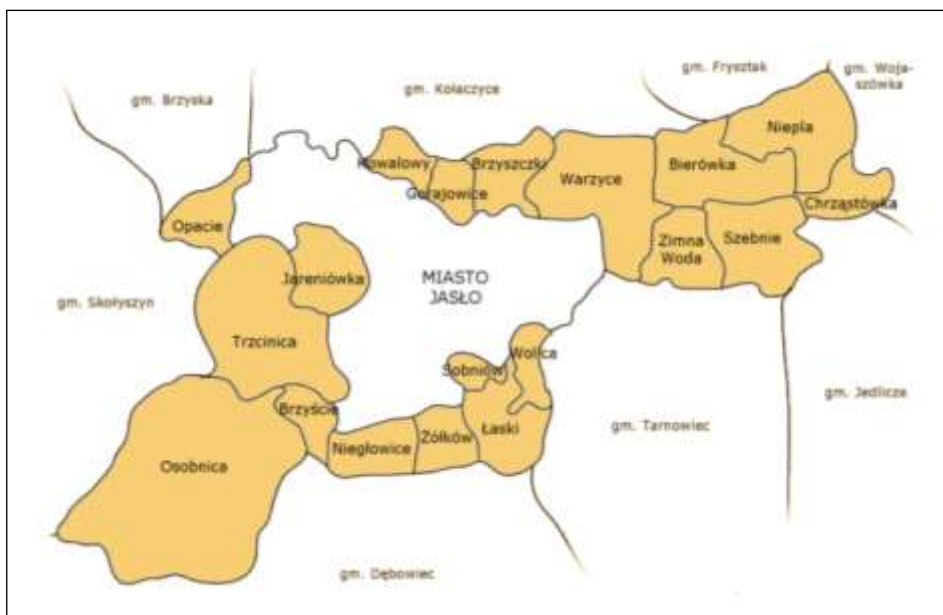 gm. Frysztak
gm. Woja-
szówka
gm. Brzyska
gm. Kołaczyce
Niepla
Kowalowy
Brzyszczki
Bierówka
Gorajowice
Warzyce
Chrząstówka
Opacie
Zimna
Woda
Szebnie
Jareniówka
MIASTO
JASŁO
gm. Skołyszyn
Trzcinica
Wolica
Sobniów
gm. Jedlicze
Brzyście
Łaski
gm. Tarnowiec
Żółków
Niegłowice
Osobnica
gm. Dębowiec